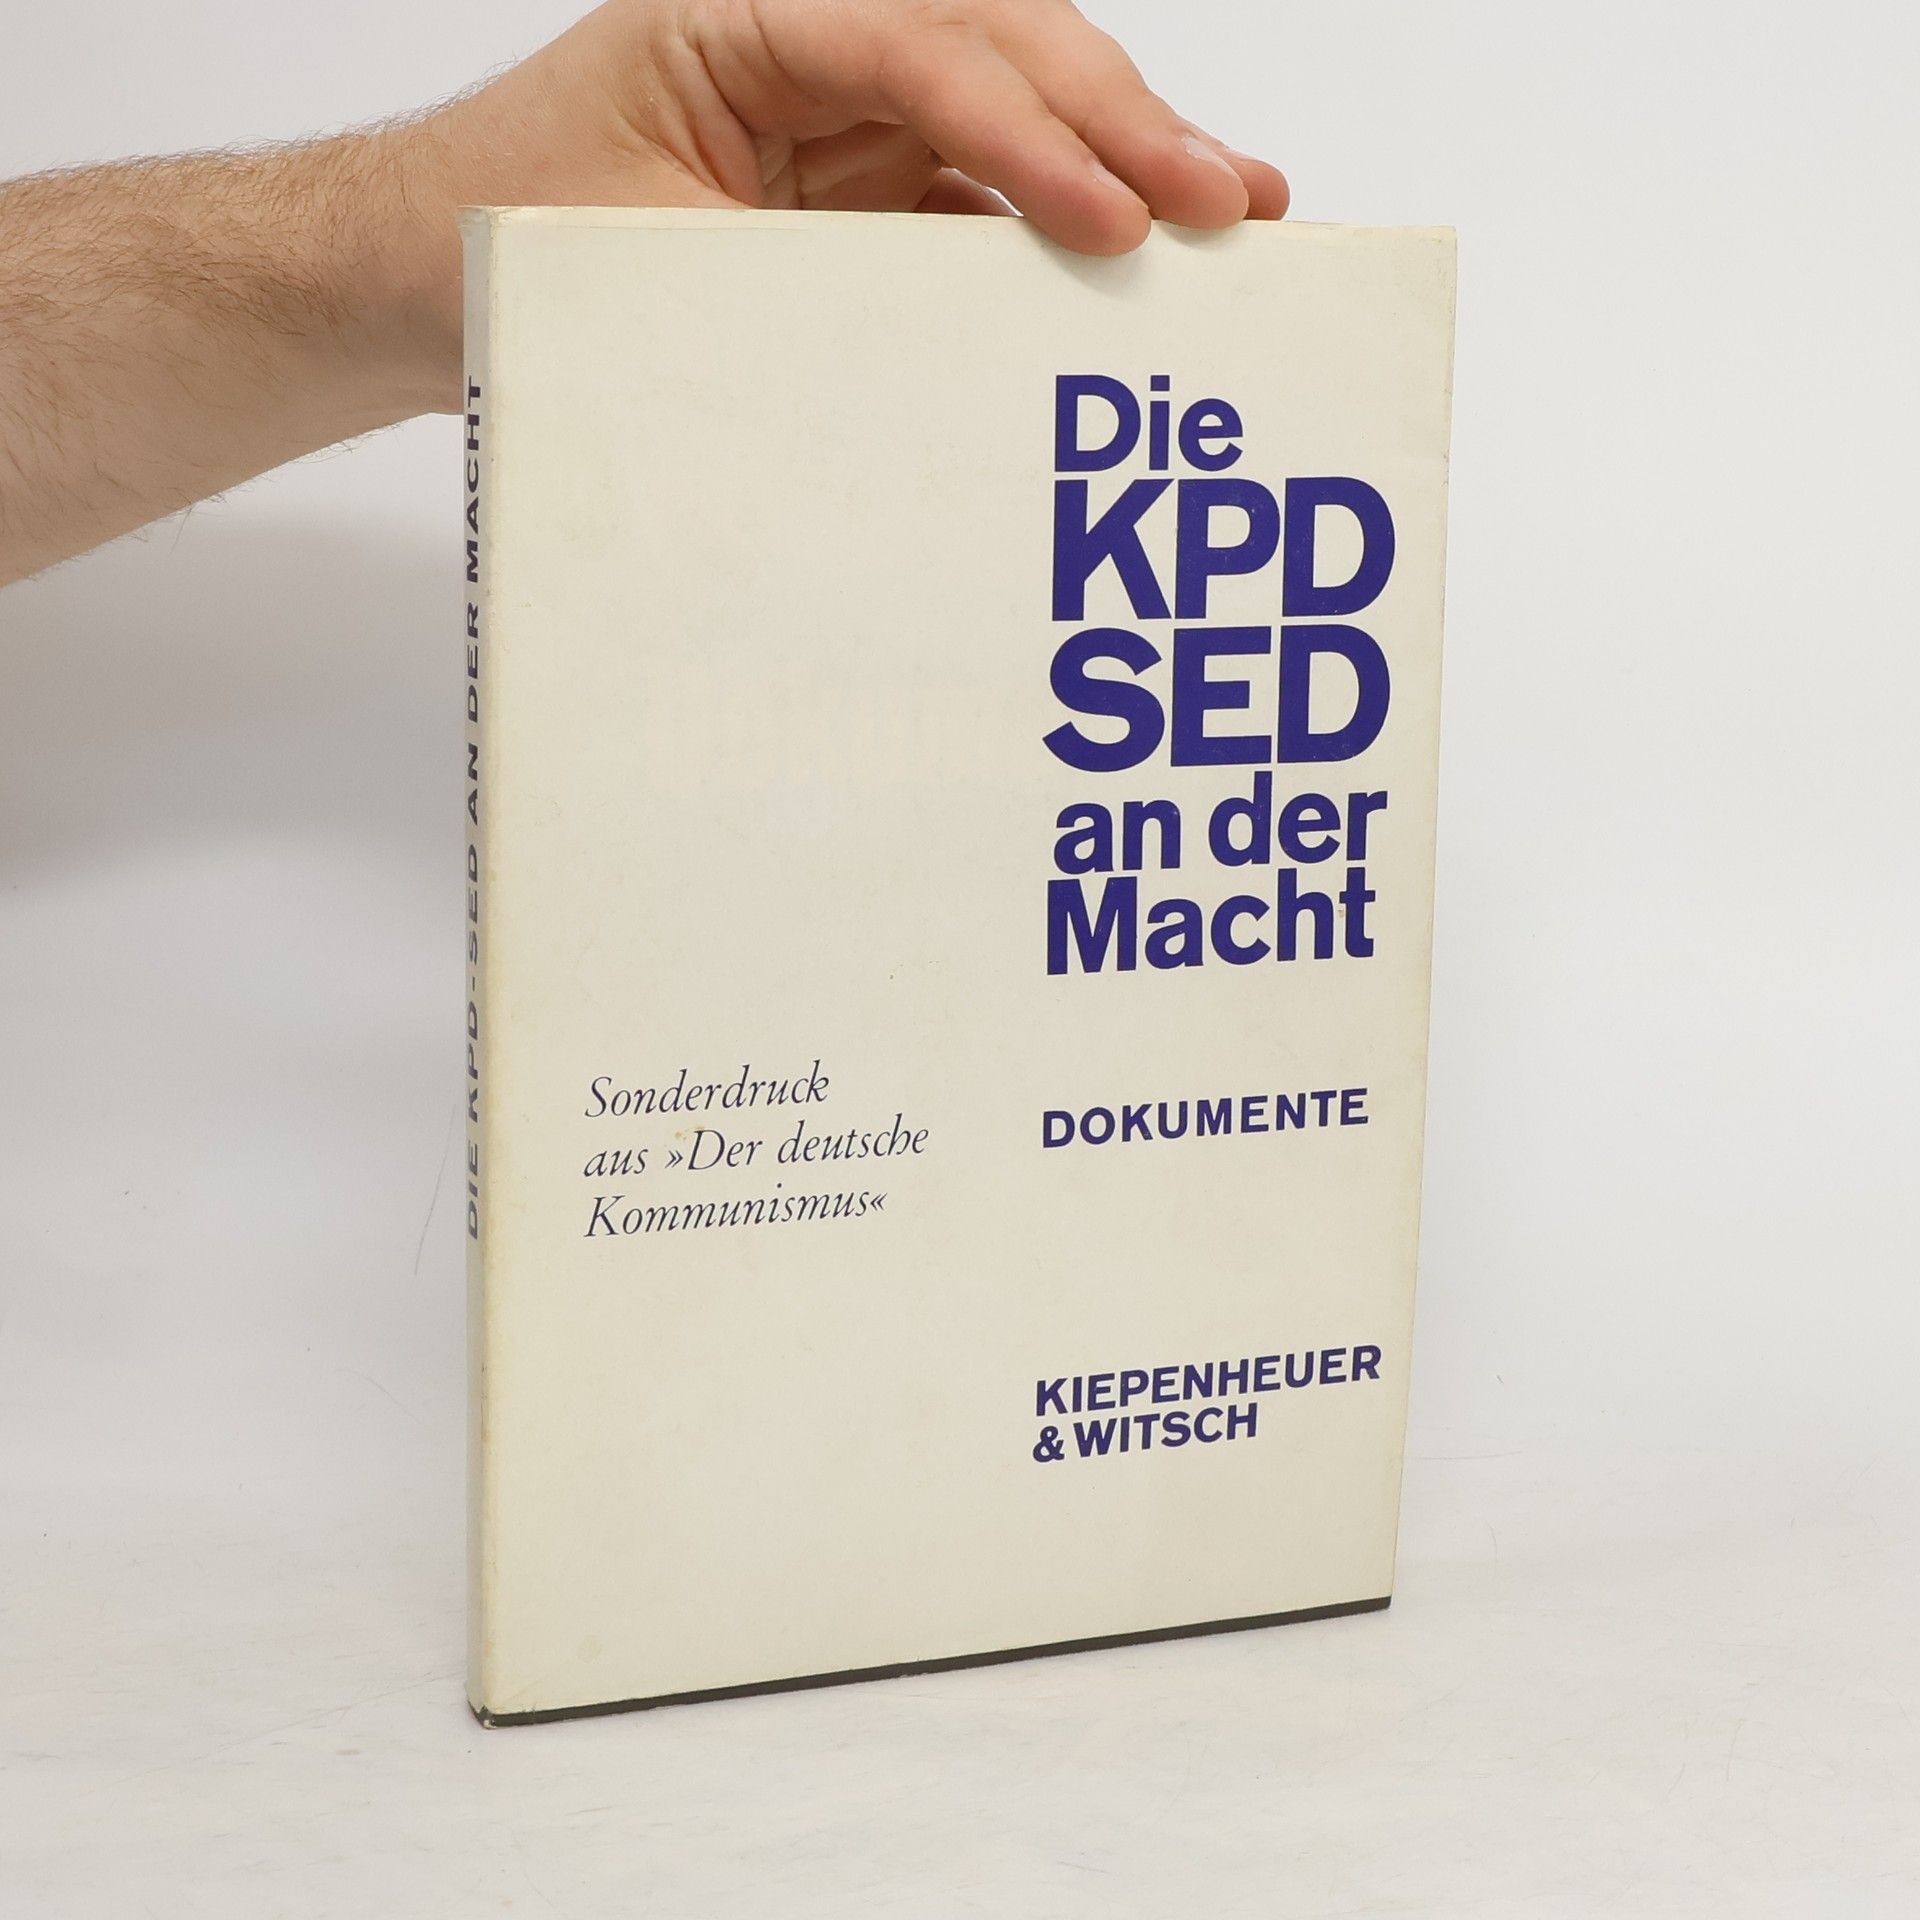 DIE KPD-SED AN DER MACHT
Die
KPD
SED
an der
Macht
Sonderdruck
aus »Der deutsche
Kommunismus«
DOKUMENTE
KIEPENHEUER
& WITSCH